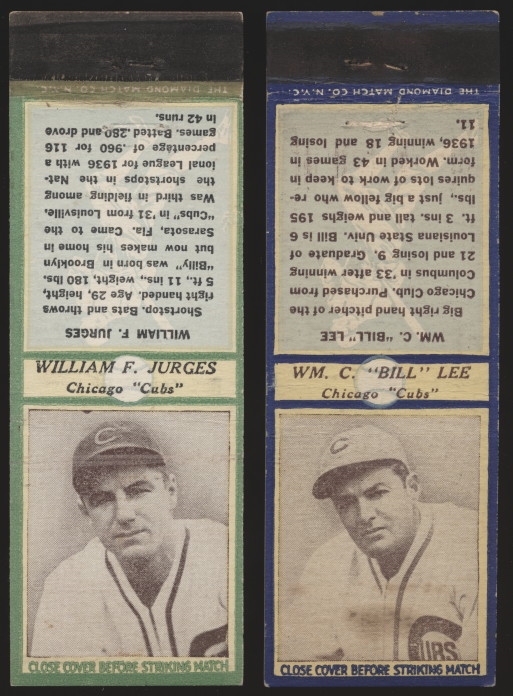 THE DIAMOND MATCH CO. N.Y.C.
WILLIAM F. JURGES
Shortstop. Bats and throws
right handed. Age 29, height,
5 ft., 11 ins., weight, 180 lbs.
"Billy" was born in Brooklyn
but now makes his home in
Sarasota, Fla. Came to the
"Cubs" in '31 from Louisville.
Was third in fielding among
the shortstops in the Nat-
ional League for 1936 with a
percentage of .960 for 116
games. Batted .280 and drove
in 42 runs.
WILLIAM F. JURGES
Chicago "Cubs"
C
CLOSE COVER BEFORE STRIKING MATCH
THE DIAMOND MATCH CO. N.Y.C.
WM. C. "BILL" LEE
Big right hand pitcher of the
Chicago Club. Purchased from
Columbus in '33 after winning
21 and losing 9. Graduate of
Louisiana State Univ. Bill is 6
ft. 3 ins. tall and weighs 195
lbs., just a big fellow who re-
quires lots of work to keep in
form. Worked in 43 games in
1936, winning 18 and losing
11.
WM. C. "BILL" LEE
Chicago "Cubs"
C
CUBS
CLOSE COVER BEFORE STRIKING MATCH